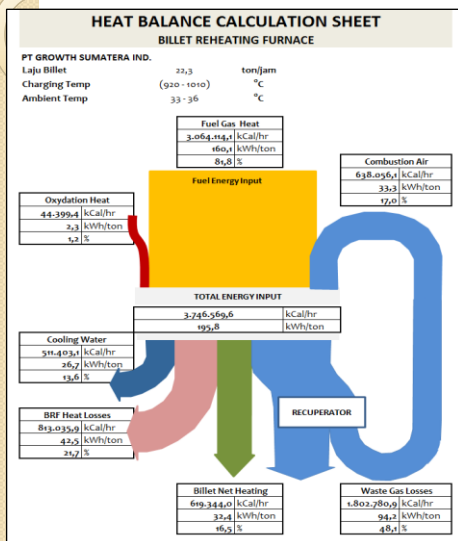 HEAT BALANCE CALCULATION SHEET
BILLET REHEATING FURNACE
PT GROWTH SUMATERA IND.
Laju Billet 22,3 ton/jam
Charging Temp (920 - 1010) °C
Ambient Temp 33 - 36 °C
Fuel Gas Heat
3.064.114,1 kCal/hr
160,1 kWh/ton
81,8 %
Fuel Energy Input
Combustion Air
638.056,1 kCal/hr
33,3 kWh/ton
17,0 %
Oxydation Heat
44.399,4 kCal/hr
2,3 kWh/ton
1,2 %
TOTAL ENERGY INPUT
3.746.569,6 kCal/hr
195,8 kWh/ton
Cooling Water
511.403,1 kCal/hr
26,7 kWh/ton
13,6 %
BRF Heat Losses
813.035,9 kCal/hr
42,5 kWh/ton
21,7 %
RECUPERATOR
Billet Net Heating
619.344,0 kCal/hr
32,4 kWh/ton
16,5 %
Waste Gas Losses
1.802.780,9 kCal/hr
94,2 kWh/ton
48,1 %